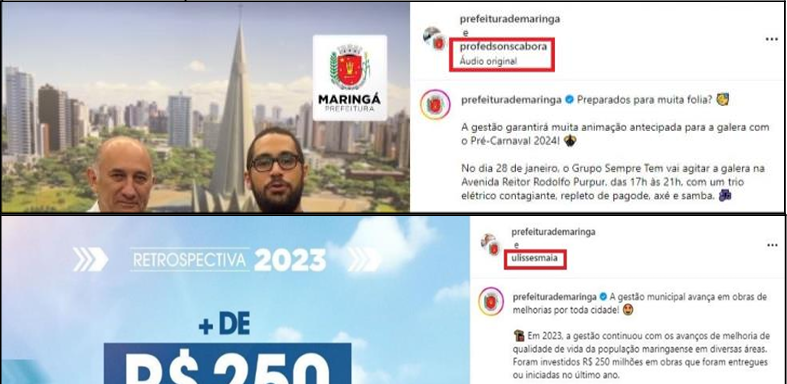 MARINGÁ
PREFEITURA
prefeiturademaringa
e
profedsonscabora
Áudio original
...
prefeiturademaringa Preparados para muita folia?
A gestão garantirá muita animação antecipada para a galera com
o Pré-Carnaval 2024!
No dia 28 de janeiro, o Grupo Sempre Tem vai agitar a galera na
Avenida Reitor Rodolfo Purpur, das 17h às 21h, com um trio
elétrico contagiante, repleto de pagode, axé e samba.
RETROSPECTIVA 2023
+ DE
R$ 250
prefeiturademaringa
e
ulissesmaia
...
prefeiturademaringa A gestão municipal avança em obras de
melhorias por toda cidade!
Em 2023, a gestão continuou com os avanços de melhoria de
qualidade de vida da população maringaense em diversas áreas.
Foram investidos R$ 250 milhões em obras que foram entregues
ou iniciadas no último ano.